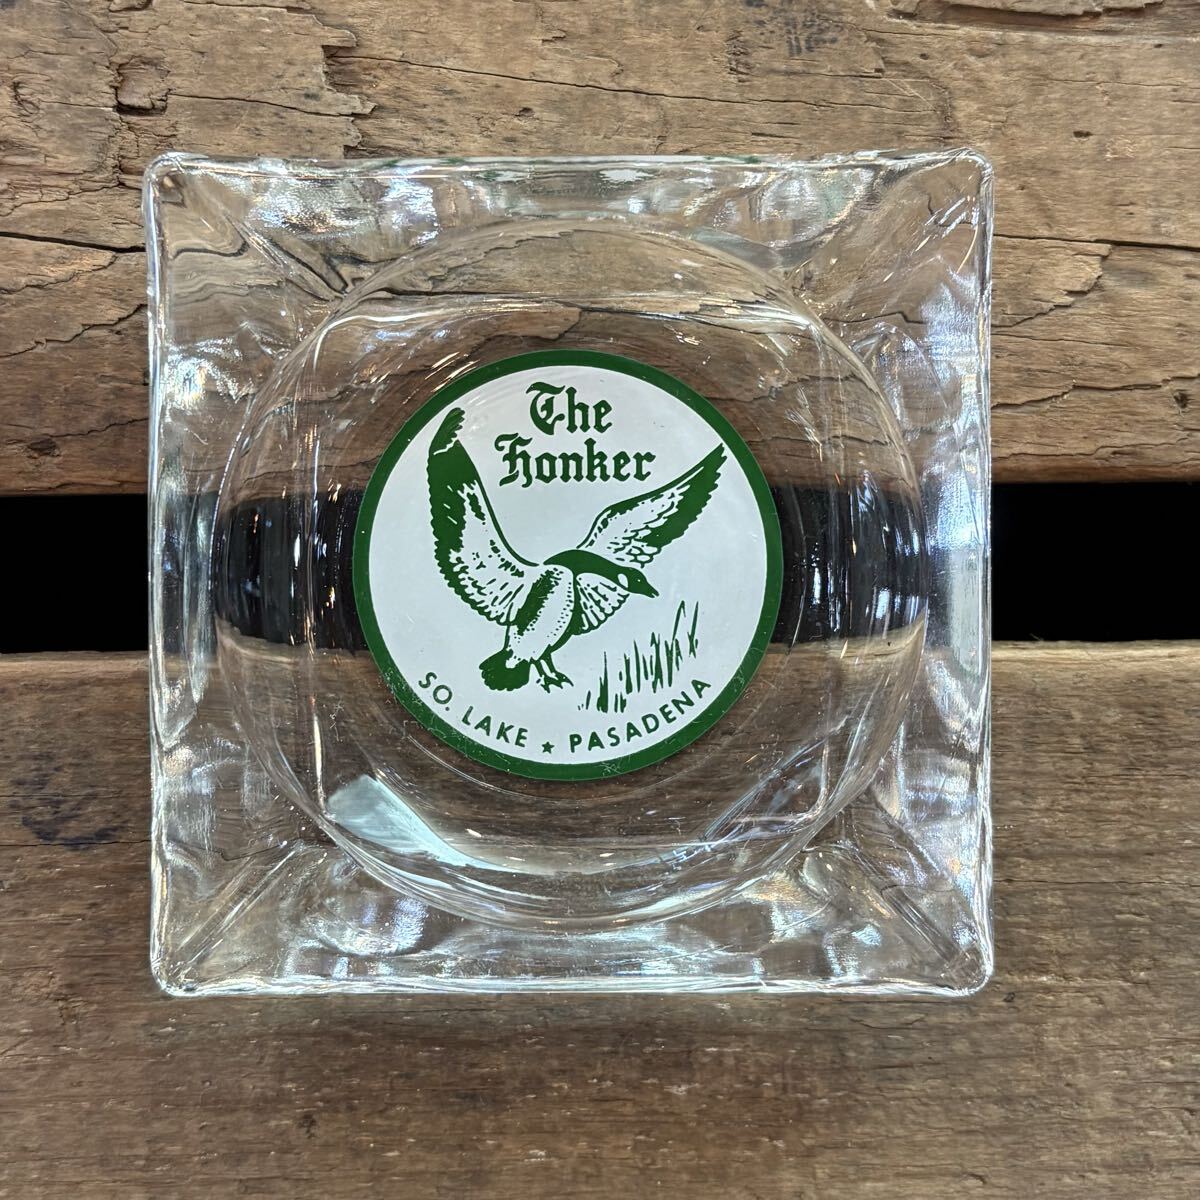 The
Honker
SO. LAKE ★ PASADENA